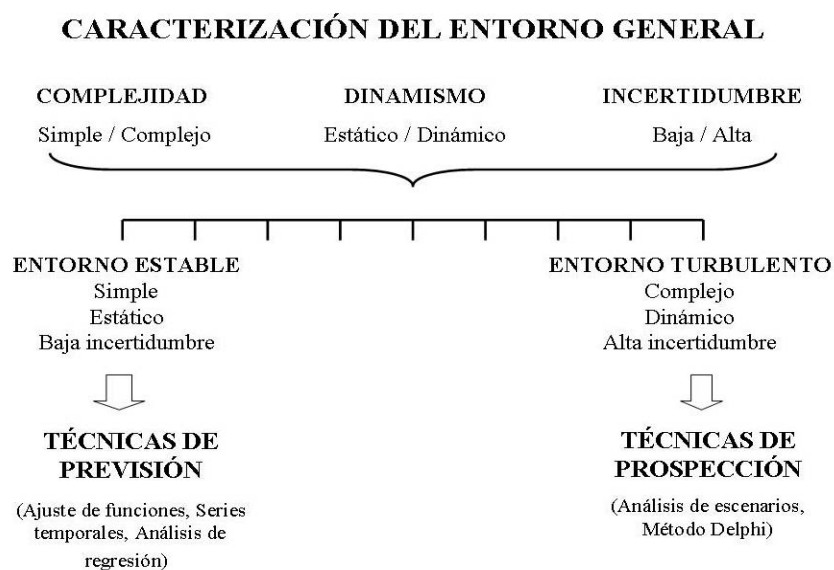 CARACTERIZACIÓN DEL ENTORNO GENERAL
COMPLEJIDAD
Simple / Complejo
DINAMISMO
Estático / Dinámico
INCERTIDUMBRE
Baja / Alta
ENTORNO ESTABLE
Simple
Estático
Baja incertidumbre
ENTORNO TURBULENTO
Complejo
Dinámico
Alta incertidumbre
TÉCNICAS DE
PREVISIÓN
(Ajuste de funciones, Series
temporales, Análisis de
regresión)
TÉCNICAS DE
PROSPECCIÓN
(Análisis de escenarios,
Método Delphi)